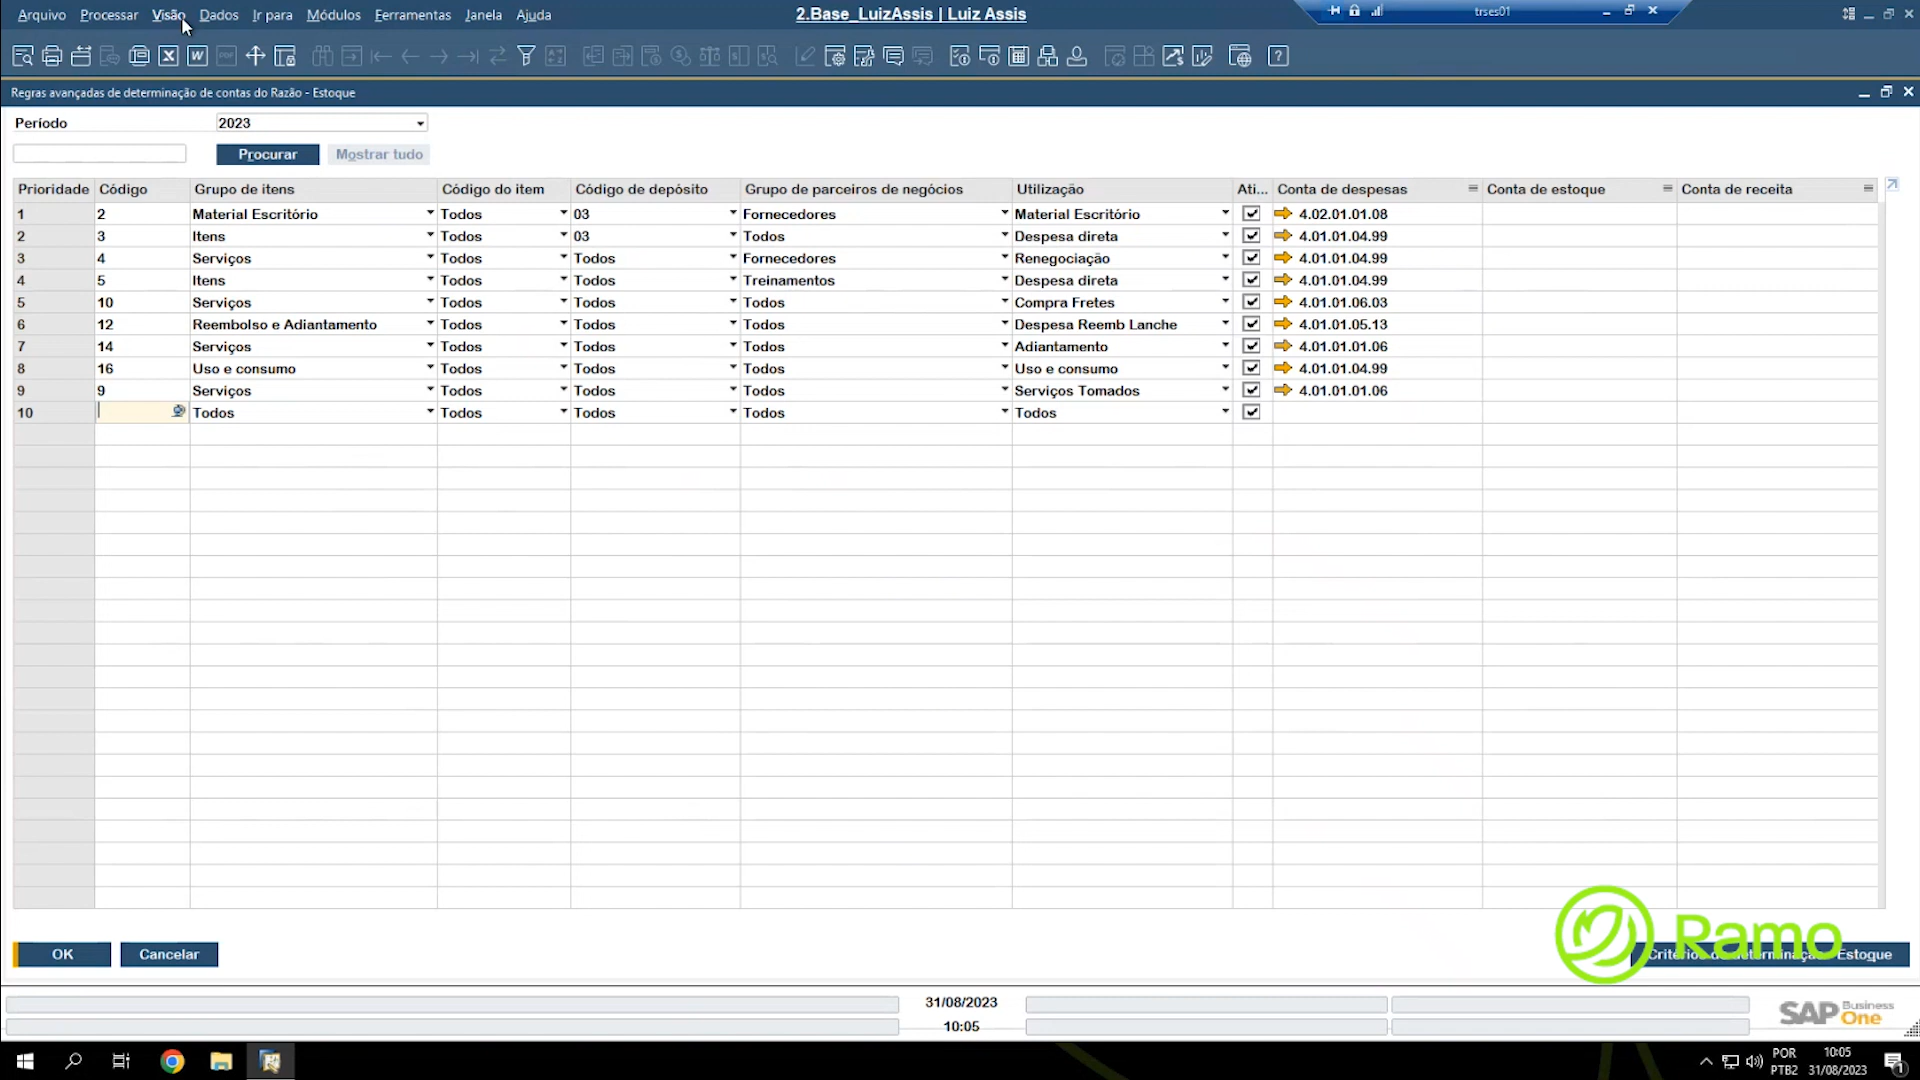 Arquivo Processar Visão Dados Ir para Módulos Ferramentas Janela Ajuda
2.Base_LuizAssis | Luiz Assis
trses01
Regras avançadas de determinação de contas do Razão - Estoque
Período 2023
Procurar Mostrar tudo
Prioridade Código Grupo de itens Código do item Código de depósito Grupo de parceiros de negócios Utilização Ati... Conta de despesas Conta de estoque Conta de receita
1 2 Material Escritório Todos 03 Fornecedores Material Escritório 4.02.01.01.08
2 3 Itens Todos 03 Todos Despesa direta 4.01.01.04.99
3 4 Serviços Todos Todos Fornecedores Renegociação 4.01.01.04.99
4 5 Itens Todos Todos Treinamentos Despesa direta 4.01.01.04.99
5 10 Serviços Todos Todos Todos Compra Fretes 4.01.01.06.03
6 12 Reembolso e Adiantamento Todos Todos Todos Despesa Reemb Lanche 4.01.01.05.13
7 14 Serviços Todos Todos Todos Adiantamento 4.01.01.01.06
8 16 Uso e consumo Todos Todos Todos Uso e consumo 4.01.01.04.99
9 9 Serviços Todos Todos Todos Serviços Tomados 4.01.01.01.06
10 Todos Todos Todos Todos Todos
Ramo
OK Cancelar Estoque
31/08/2023
10:05
SAP Business One
POR
PTB2
10:05
31/08/2023
1